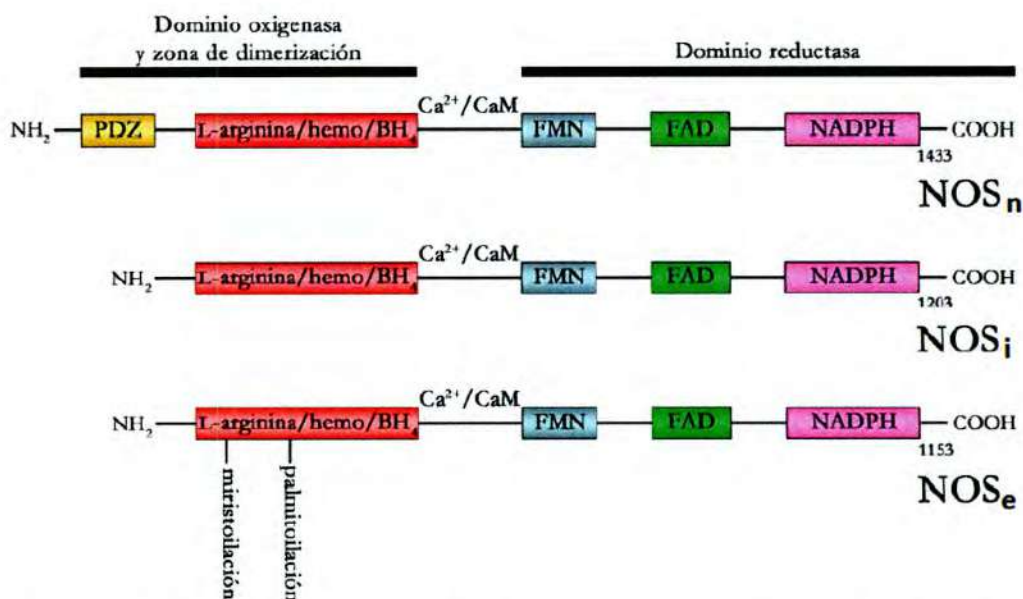 Dominio oxigenasa
y zona de dimerización
Dominio reductasa
Ca²⁺/CaM
NH₂ PDZ L-arginina/hemo/BH₄ FMN FAD NADPH COOH
1433
NOSₙ
Ca²⁺/CaM
NH₂ L-arginina/hemo/BH₄ FMN FAD NADPH COOH
1203
NOSᵢ
Ca²⁺/CaM
NH₂ L-arginina/hemo/BH₄ FMN FAD NADPH COOH
1153
NOSₑ
miristoilación
palmitoilación